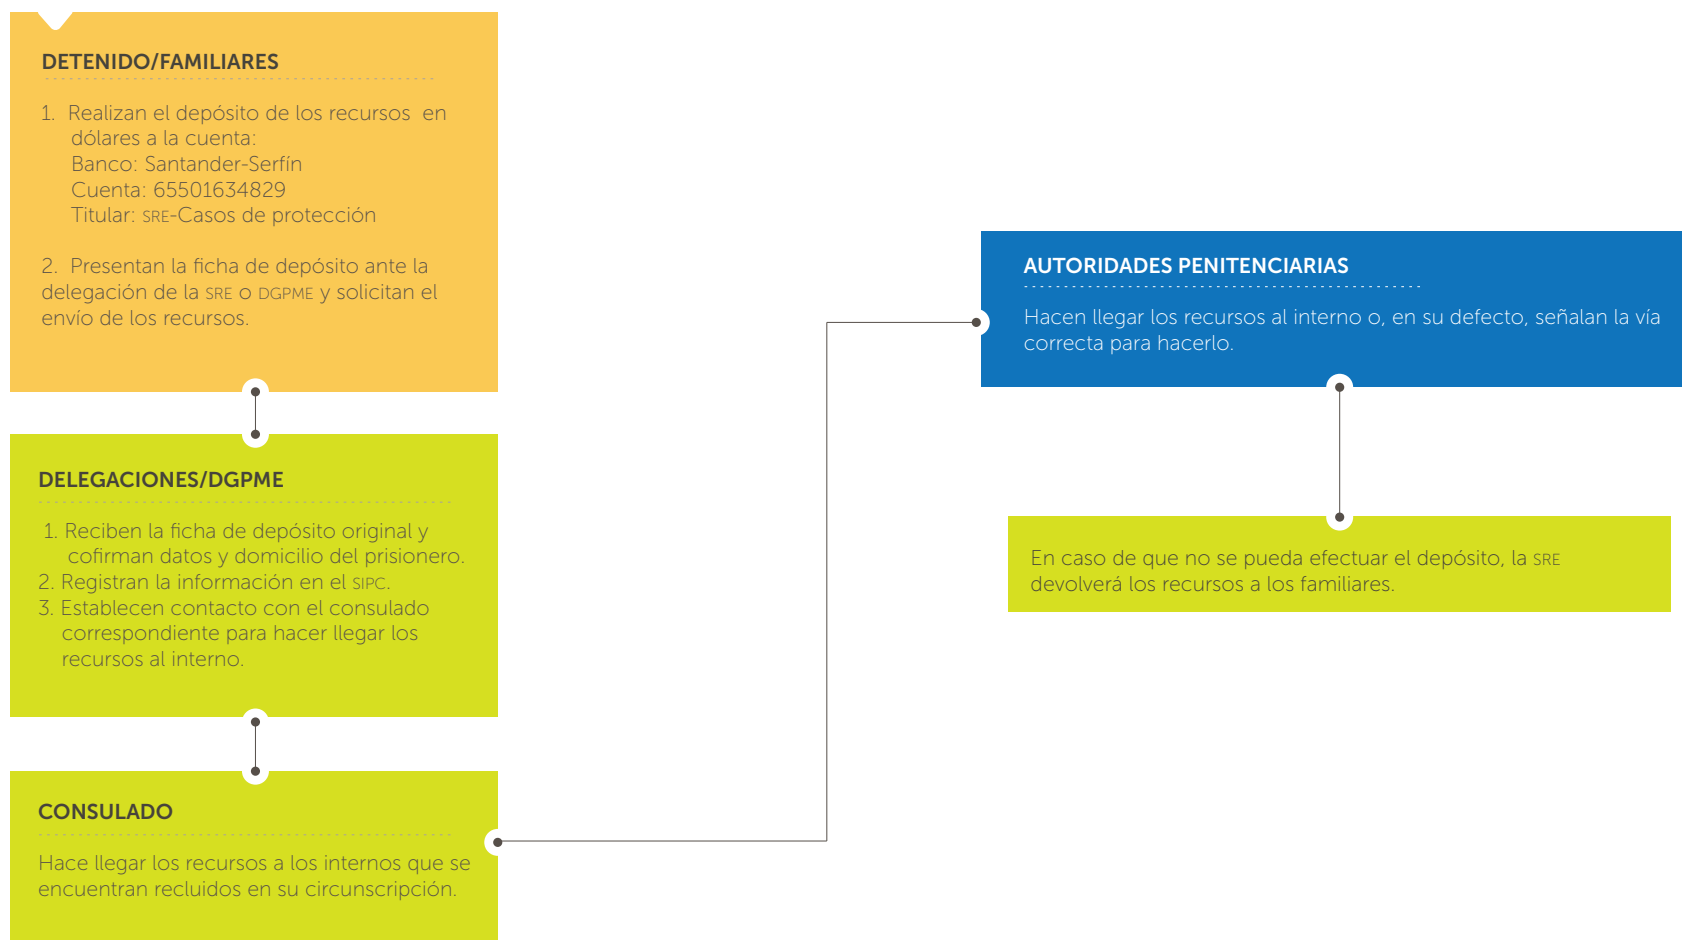 DETENIDO/FAMILIARES
1. Realizan el depósito de los recursos en
dólares a la cuenta:
Banco: Santander-Serfín
Cuenta: 65501634829
Titular: SRE-Casos de protección
2. Presentan la ficha de depósito ante la
delegación de la SRE o DGPME y solicitan el
envío de los recursos.
DELEGACIONES/DGPME
1. Reciben la ficha de depósito original y
cofirman datos y domicilio del prisionero.
2. Registran la información en el SIPC.
3. Establecen contacto con el consulado
correspondiente para hacer llegar los
recursos al interno.
CONSULADO
Hace llegar los recursos a los internos que se
encuentran recluidos en su circunscripción.
AUTORIDADES PENITENCIARIAS
Hacen llegar los recursos al interno o, en su defecto, señalan la vía
correcta para hacerlo.
En caso de que no se pueda efectuar el depósito, la SRE
devolverá los recursos a los familiares.